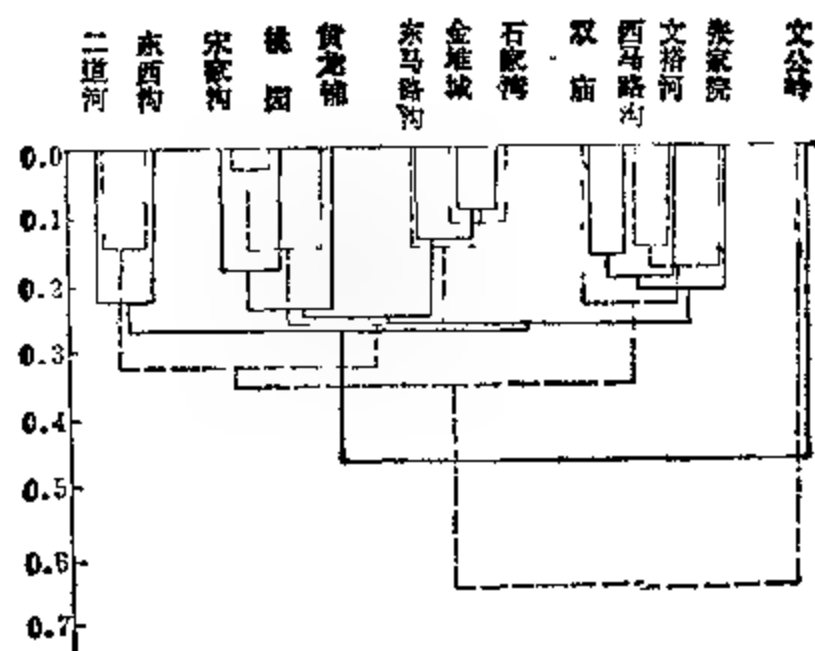 二道河
东西沟
宋家沟
桃园
黄龙铺
东马路沟
金堆城
石家湾
双庙
西马路沟
文裕河
张家院
文公岭
0.0
0.1
0.2
0.3
0.4
0.5
0.6
0.7